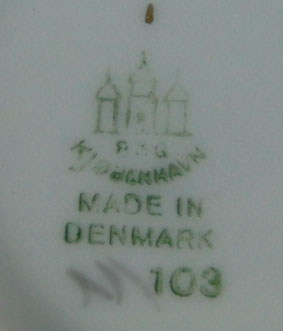 B & G
KJØBENHAVN
MADE IN
DENMARK
103